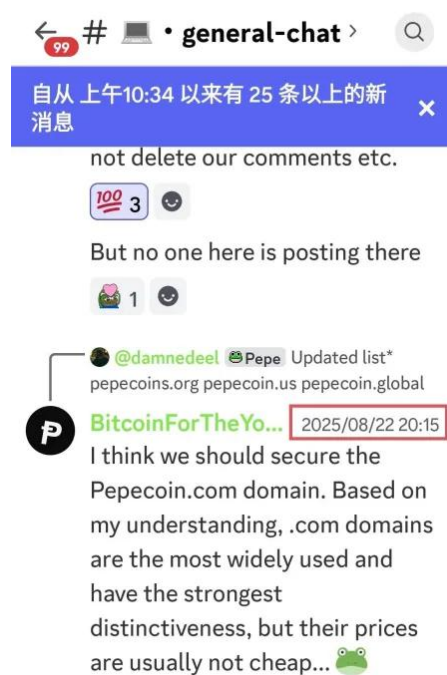 99 # 💻 • general-chat >
自从 上午10:34 以来有 25 条以上的新
消息
not delete our comments etc.
💯 3
But no one here is posting there
1
@damnedeel 🐸Pepe Updated list*
pepecoins.org pepecoin.us pepecoin.global
BitcoinForTheYo... 2025/08/22 20:15
I think we should secure the
Pepecoin.com domain. Based on
my understanding, .com domains
are the most widely used and
have the strongest
distinctiveness, but their prices
are usually not cheap... 🐸